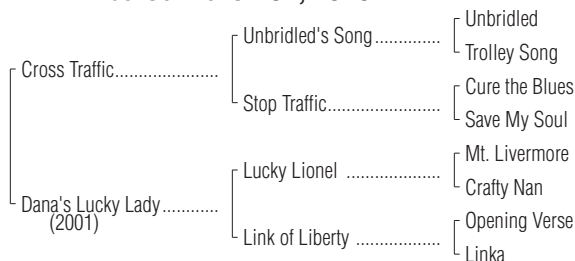 Unbridled
Unbridled's Song..............
Trolley Song
Cross Traffic......................
Cure the Blues
Stop Traffic........................
Save My Soul
Mt. Livermore
Lucky Lionel ....................
Crafty Nan
Dana's Lucky Lady............
(2001)
Opening Verse
Link of Liberty ..................
Linka